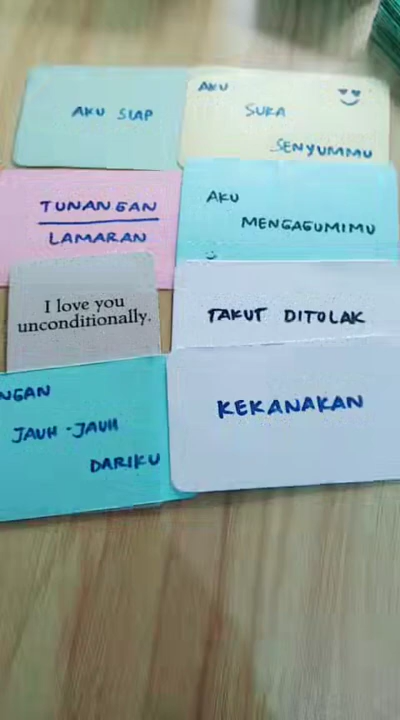 AKU SIAP
AKU
SUKA
SENYUMMU
TUNANGAN
LAMARAN
AKU
MENGAGUMIMU
I love you
unconditionally.
TAKUT DITOLAK
NGAN
JAUH-JAUH
DARIKU
KEKANAKAN